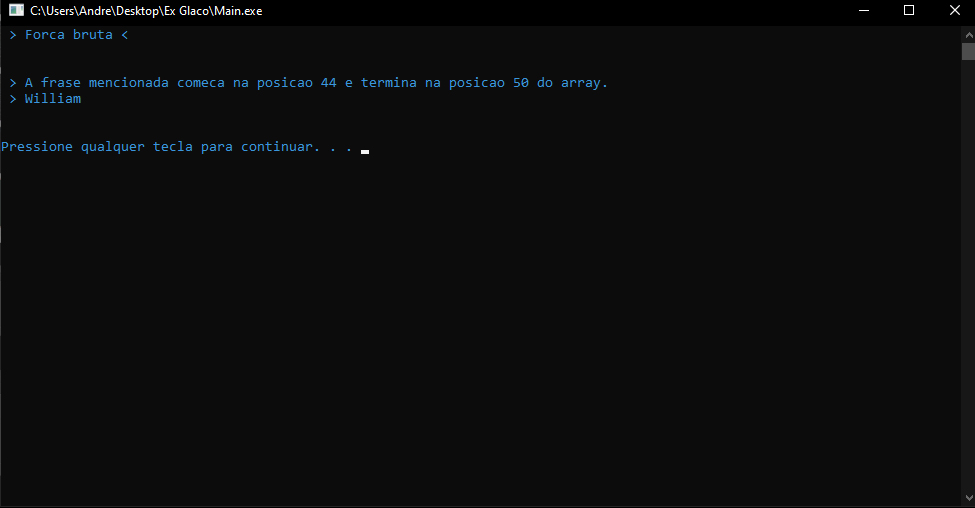 C:\Users\Andre\Desktop\Ex Glaco\Main.exe
> Forca bruta <
> A frase mencionada comeca na posicao 44 e termina na posicao 50 do array.
> William
Pressione qualquer tecla para continuar. . .